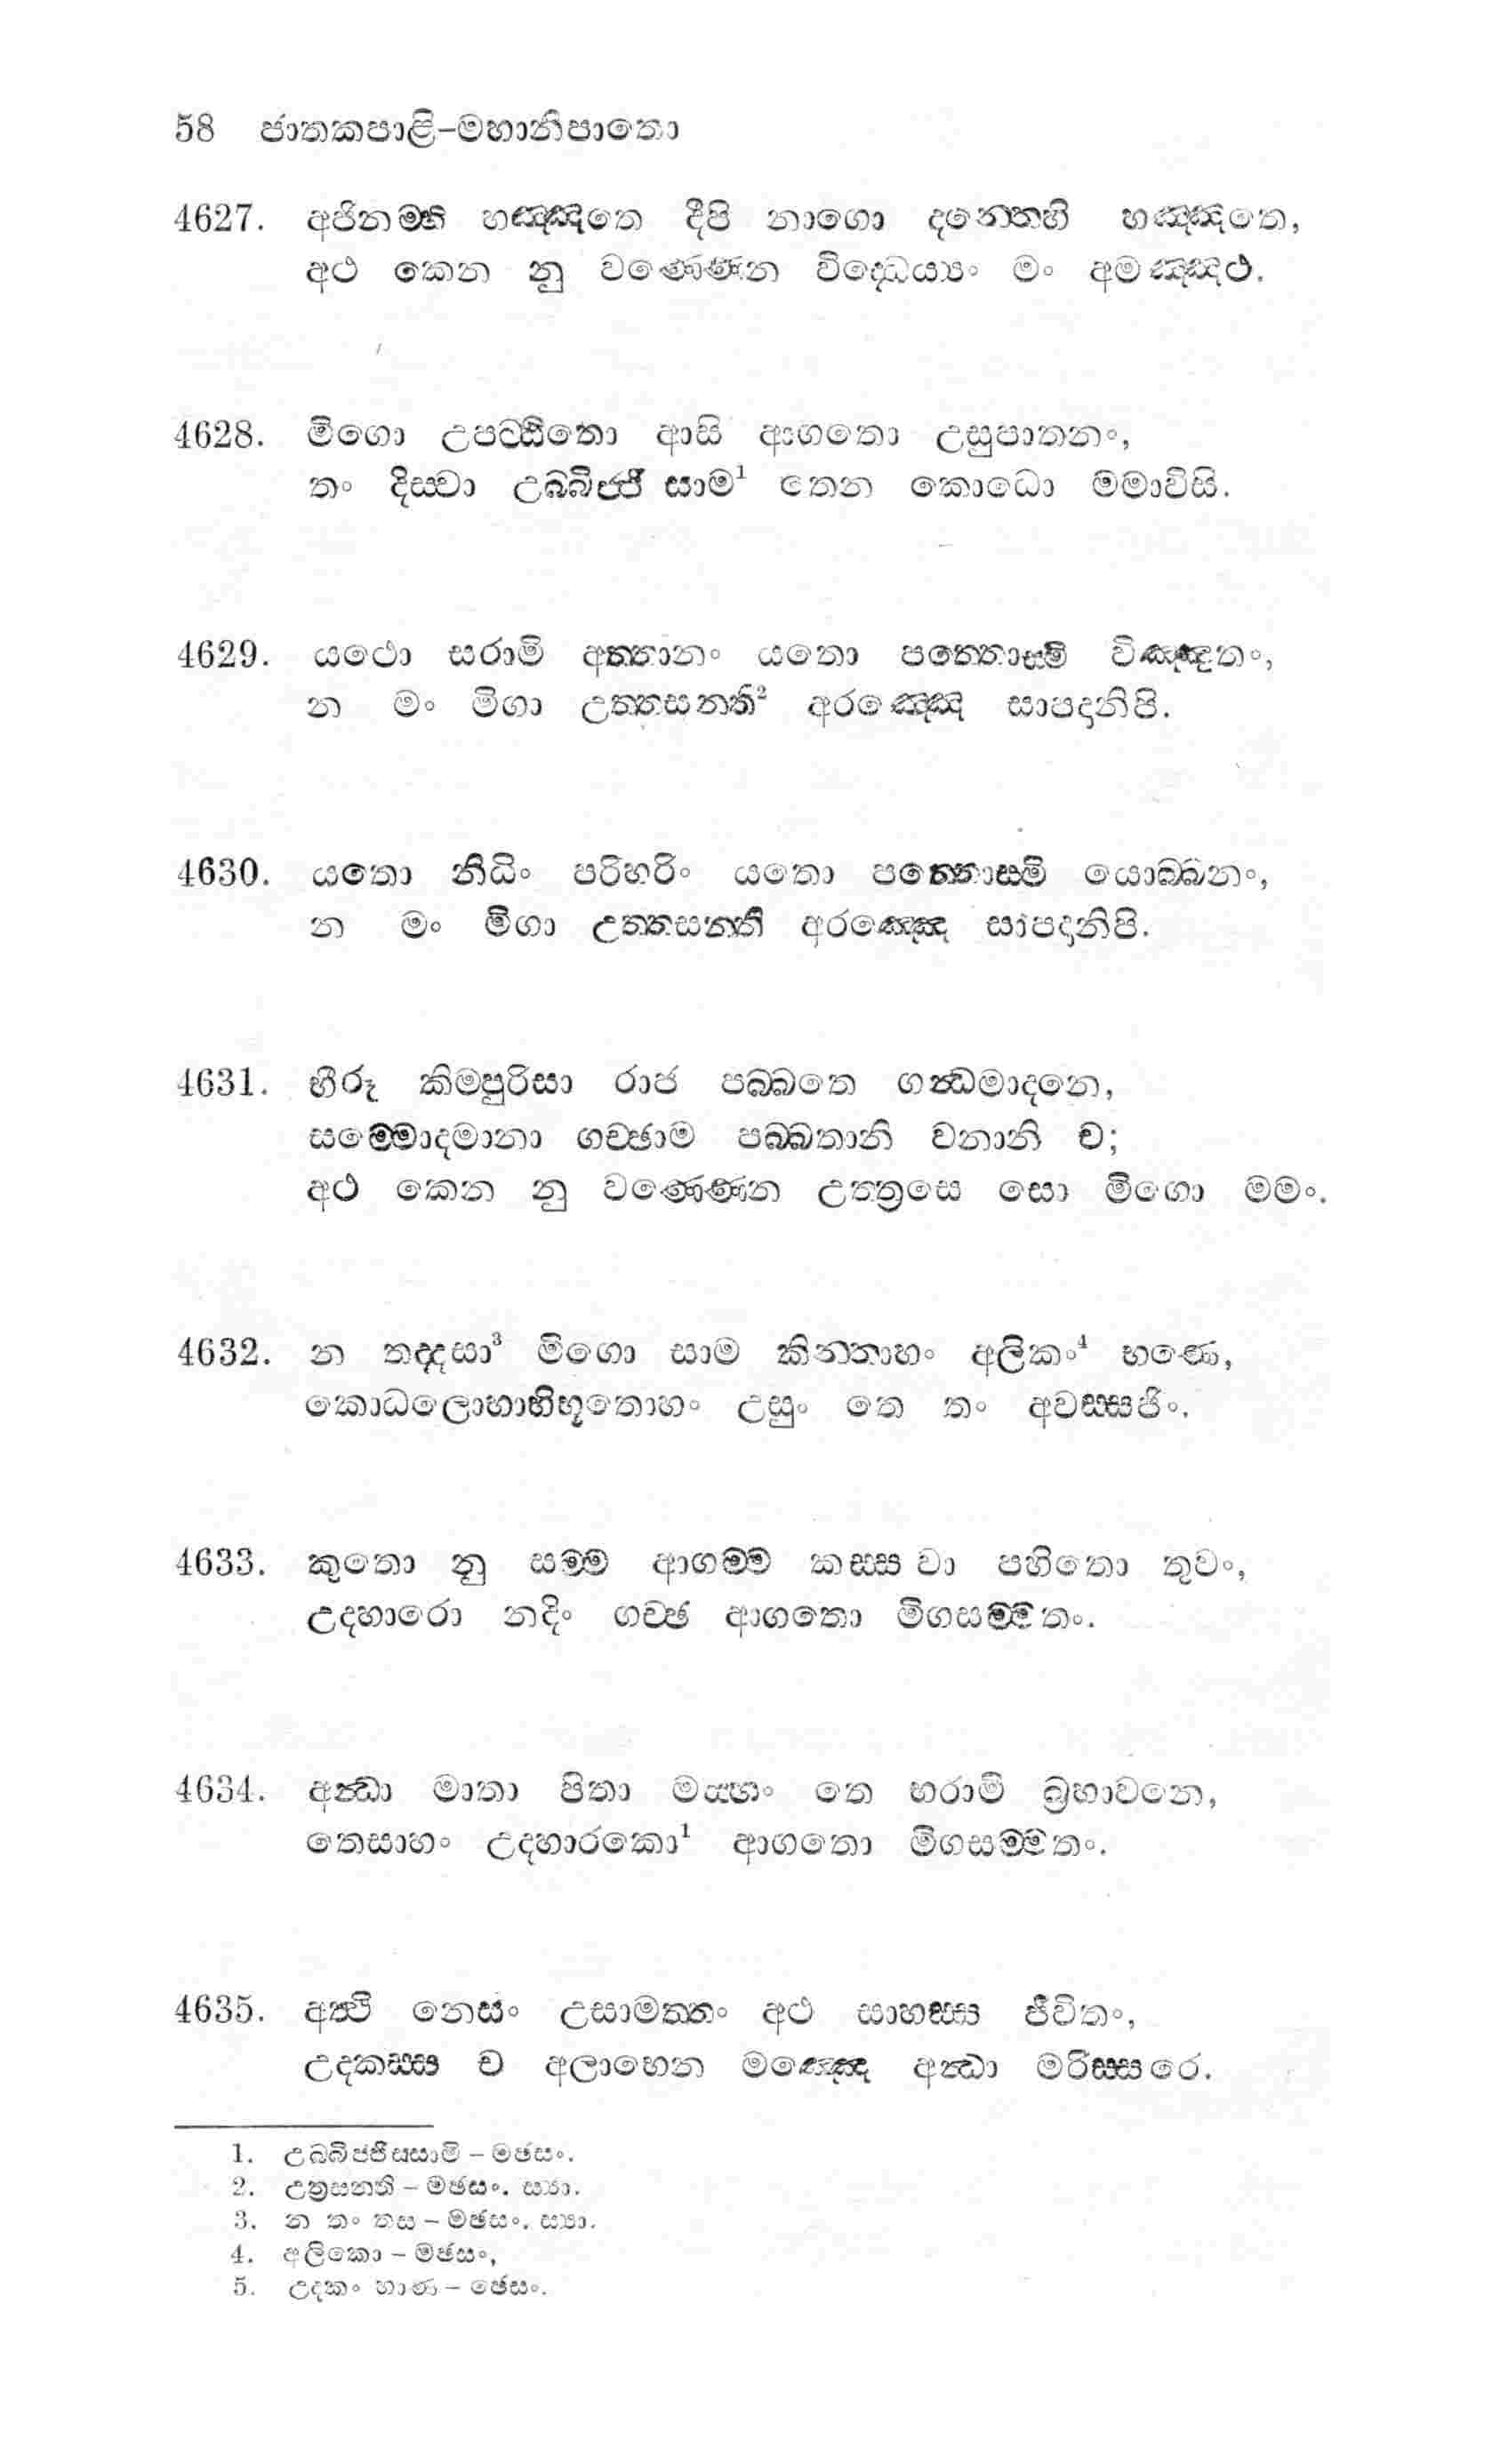 58 ජාතකපාළි-මහානිපාතො
4627. අජිනම්හි හඤ්ඤතෙ දීපි නාගො දන්තෙහි හඤ්ඤතෙ,
අථ කෙන නු වණ්ණෙන විද්ධෙය්‍යං මං අමඤ්ඤථ.
4628. මිගො උපට්ඨිතො ආසි ආගතො උසුපාතනං,
තං දිස්වා උබ්බිජ්ජි සාම¹ තෙන කොධො මමාවිසි.
4629. යථො සරාමි අත්තානං යතො පත්තොස්මි විඤ්ඤුතං,
න මං මිගා උත්තසන්ති² අරඤ්ඤෙ සාපදානිපි.
4630. යතො නිධිං පරිහරිං යතො පත්තොස්මි යොබ්බනං,
න මං මිගා උත්තසන්ති අරඤ්ඤෙ සාපදානිපි.
4631. භීරූ කිම්පුරිසා රාජ පබ්බතෙ ගන්ධමාදනෙ,
සම්මොදමානා ගච්ඡාම පබ්බතානි වනානි ච;
අථ කෙන නු වණ්ණෙන උත්ත්‍රසෙ සො මිගො මමං.
4632. න තද්දසා³ මිගො සාම කින්නාහං අලිකං⁴ භණෙ,
කොධලොභාභිභූතොහං උසුං තෙ තං අවස්සජිං.
4633. කුතො නු සම්ම ආගම්ම කස්ස වා පහිතො තුවං,
උදහාරො නදිං ගච්ඡ ආගතො මිගසම්මතං.
4634. අන්ධා මාතා පිතා මය්හං තෙ භරාමි බ්‍රහාවනෙ,
තෙසාහං උදහාරකො¹ ආගතො මිගසම්මතං.
4635. අත්ථි නෙසං උසාමත්තං අථ සාහස්ස ජීවිතං,
උදකස්ස ච අලාභෙන මඤ්ඤෙ අන්ධා මරිස්සරෙ.
1. උබ්බිජ්ජිස්සාමි - මඡසං.
2. උත්‍රසන්ති - මඡසං. ස්‍යා.
3. න තං තස - මඡසං. ස්‍යා.
4. අලිකො - මඡසං,
5. උදකං හාණ - ඡෙසං.